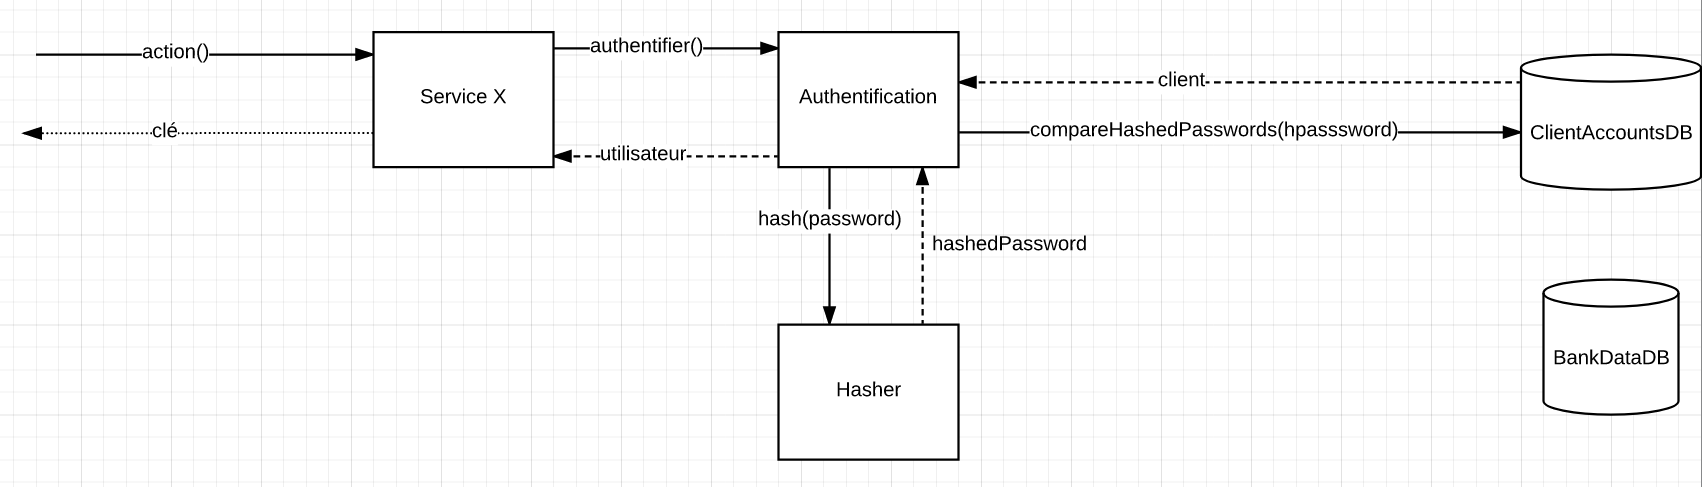 action()
authentifier()
Service X
Authentification
client
clé
utilisateur
compareHashedPasswords(hpasssword)
ClientAccountsDB
hash(password)
hashedPassword
Hasher
BankDataDB